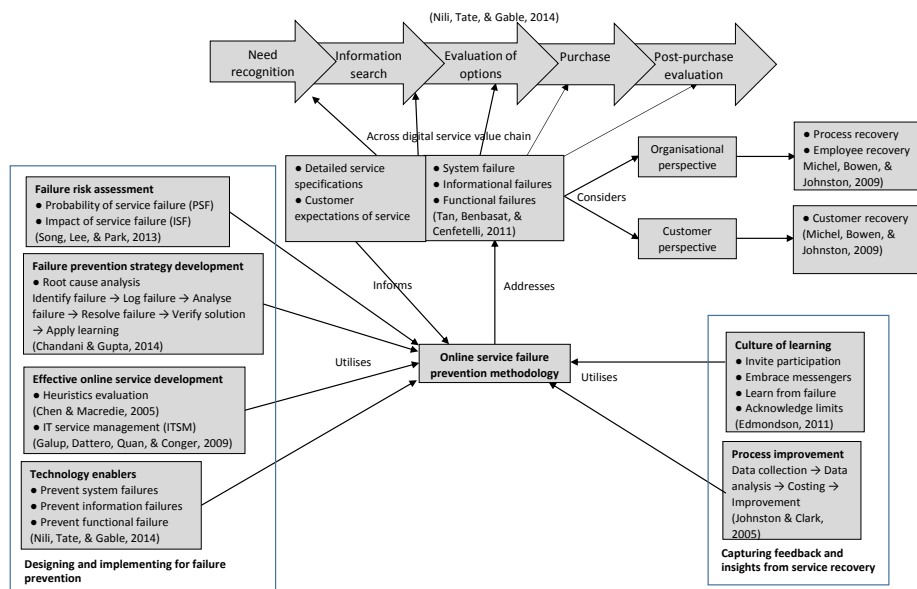 (Nili, Tate, & Gable, 2014)
Need
recognition
Information
search
Evaluation of
options
Purchase
Post-purchase
evaluation
Across digital service value chain
● Detailed service
specifications
● Customer
expectations of service
● System failure
● Informational failures
● Functional failures
(Tan, Benbasat, &
Cenfetelli, 2011)
Considers
Organisational
perspective
● Process recovery
● Employee recovery
Michel, Bowen, &
Johnston, 2009)
Customer
perspective
● Customer recovery
(Michel, Bowen, &
Johnston, 2009)
Failure risk assessment
● Probability of service failure (PSF)
● Impact of service failure (ISF)
(Song, Lee, & Park, 2013)
Failure prevention strategy development
● Root cause analysis
Identify failure → Log failure → Analyse
failure → Resolve failure → Verify solution
→ Apply learning
(Chandani & Gupta, 2014)
Effective online service development
● Heuristics evaluation
(Chen & Macredie, 2005)
● IT service management (ITSM)
(Galup, Dattero, Quan, & Conger, 2009)
Technology enablers
● Prevent system failures
● Prevent information failures
● Prevent functional failure
(Nili, Tate, & Gable, 2014)
Designing and implementing for failure
prevention
Informs
Addresses
Utilises
Online service failure
prevention methodology
Utilises
Culture of learning
● Invite participation
● Embrace messengers
● Learn from failure
● Acknowledge limits
(Edmondson, 2011)
Process improvement
Data collection → Data
analysis → Costing →
Improvement
(Johnston & Clark,
2005)
Capturing feedback and
insights from service recovery